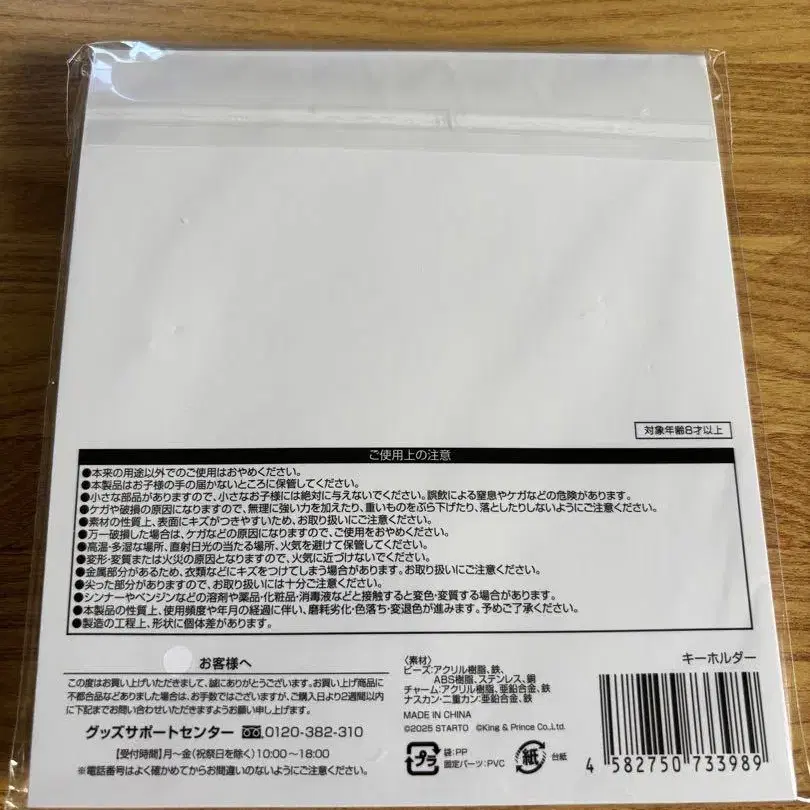 対象年齢8才以上
ご使用上の注意
●本来の用途以外でのご使用はおやめください。
●本製品はお子様の手の届かないところに保管してください。
●小さな部品がありますので、小さなお子様には絶対に与えないでください。誤飲による窒息やケガなどの危険があります。
●ケガや破損の原因になりますので、無理に強い力を加えたり、重いものをぶら下げたり、落としたりしないようにご注意ください。
●素材の性質上、表面にキズがつきやすいため、お取り扱いにご注意ください。
●万一破損した場合は、ケガなどの原因になりますので、ご使用をおやめください。
●高温・多湿な場所、直射日光の当たる場所、火気を避けて保管してください。
●変形・変質または火災の原因となりますので、火気に近づけないでください。
●金属部分があるため、衣類などにキズをつけてしまう場合があります。お取り扱いにご注意ください。
●尖った部分がありますので、お取り扱いには十分ご注意ください。
●シンナーやベンジンなどの溶剤や薬品・化粧品・消毒液などと接触すると変色・変質する場合があります。
●本製品の性質上、使用頻度や年月の経過に伴い、磨耗劣化・色落ち・変退色が進みます。予めご了承ください。
●製造の工程上、形状に個体差があります。
お客様へ
この度はお買い上げいただきまして、誠にありがとうございます。お買い上げ商品に
不都合品などありました場合は、お手数ではございますが、ご購入日より2週間以内
に下記までお問い合わせいただきますようお願い申し上げます。
グッズサポートセンター 0120-382-310
【受付時間】月〜金(祝祭日を除く)10:00〜18:00
※電話番号はよく確かめてからお間違いのないようにご注意ください。
〈素材〉
ビーズ:アクリル樹脂、鉄、
ABS樹脂、ステンレス、銅
チャーム:アクリル樹脂、亜鉛合金、鉄
ナスカン・二重カン:亜鉛合金、鉄
MADE IN CHINA
©2025 STARTO ©King & Prince Co.,Ltd.
プラ
袋:PP
固定パーツ:PVC
紙
台紙
キーホルダー
4 582750 733989